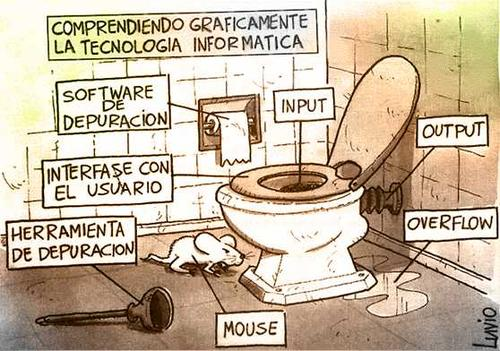 COMPRENDIENDO GRAFICAMENTE
LA TECNOLOGIA INFORMATICA
SOFTWARE
DE
DEPURACION
INPUT
OUTPUT
INTERFASE CON
EL USUARIO
HERRAMIENTA
DE DEPURACION
OVERFLOW
MOUSE